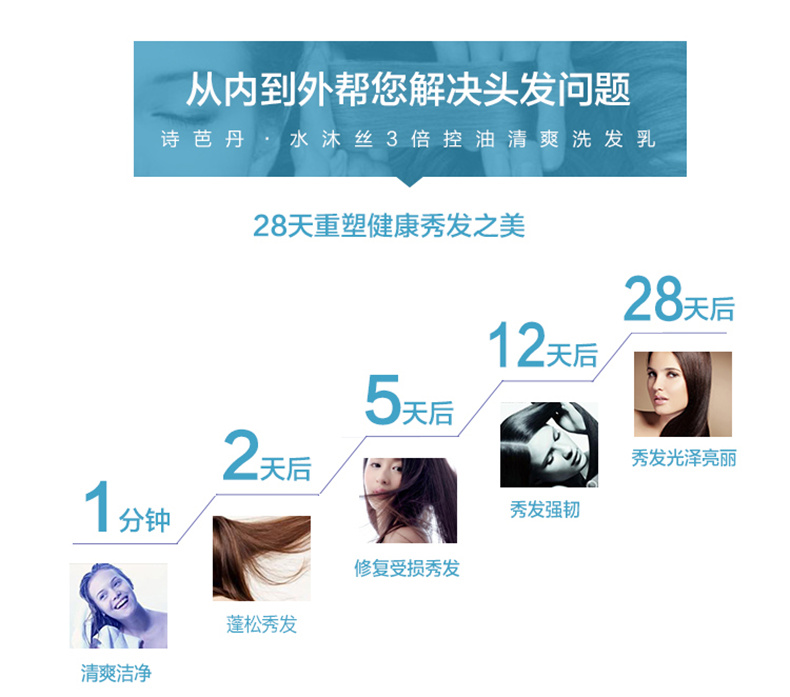 从内到外帮您解决头发问题
诗芭丹·水沐丝3倍控油清爽洗发乳
28天重塑健康秀发之美
1分钟
清爽洁净
2天后
蓬松秀发
5天后
修复受损秀发
12天后
秀发强韧
28天后
秀发光泽亮丽